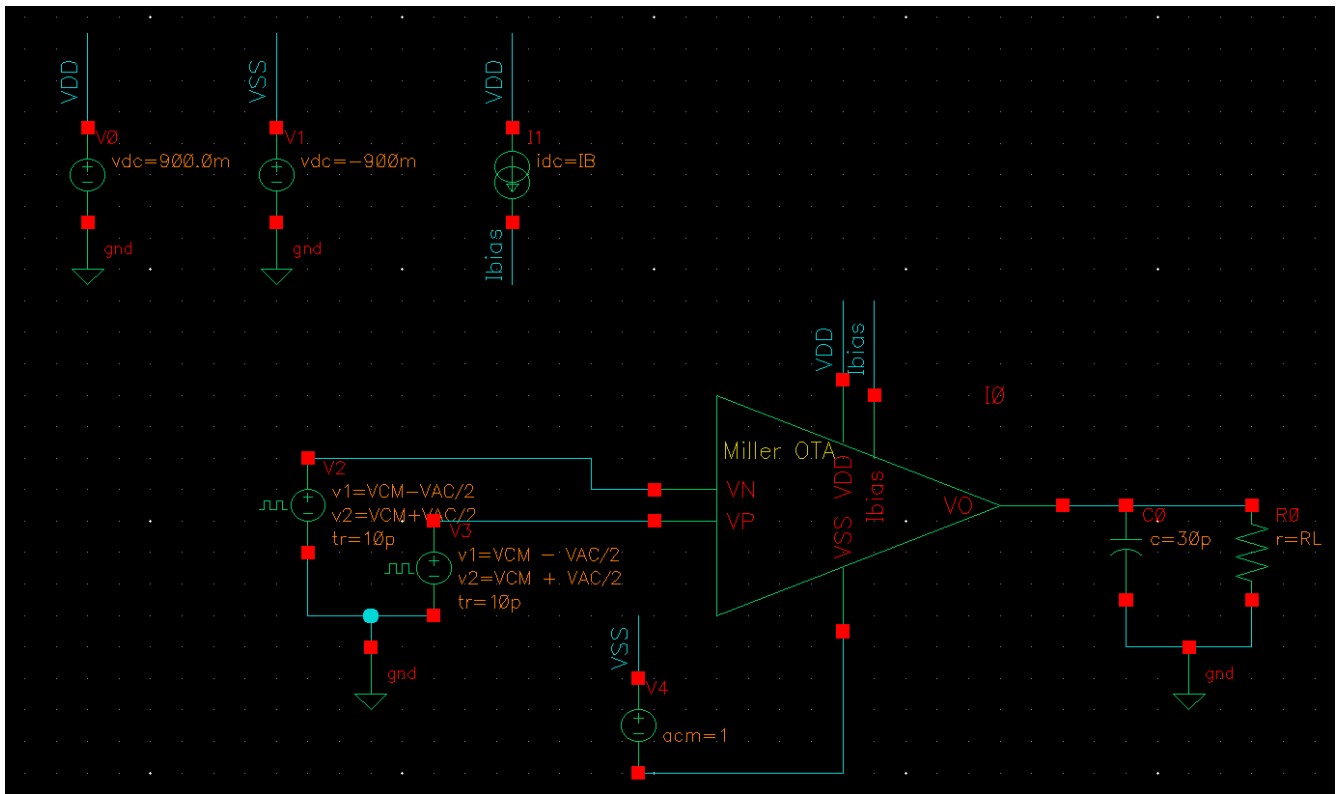 VDD
V0
vdc=900.0m
gnd
VSS
V1
vdc=-900m
gnd
VDD
I1
idc=IB
Ibias
VDD
Ibias
I0
Miller OTA
VN
VP
VDD
VSS
Ibias
VO
V2
v1=VCM-VAC/2
v2=VCM+VAC/2
tr=10p
V3
v1=VCM - VAC/2
v2=VCM + VAC/2
tr=10p
gnd
VSS
V4
acm=1
C0
c=30p
R0
r=RL
gnd